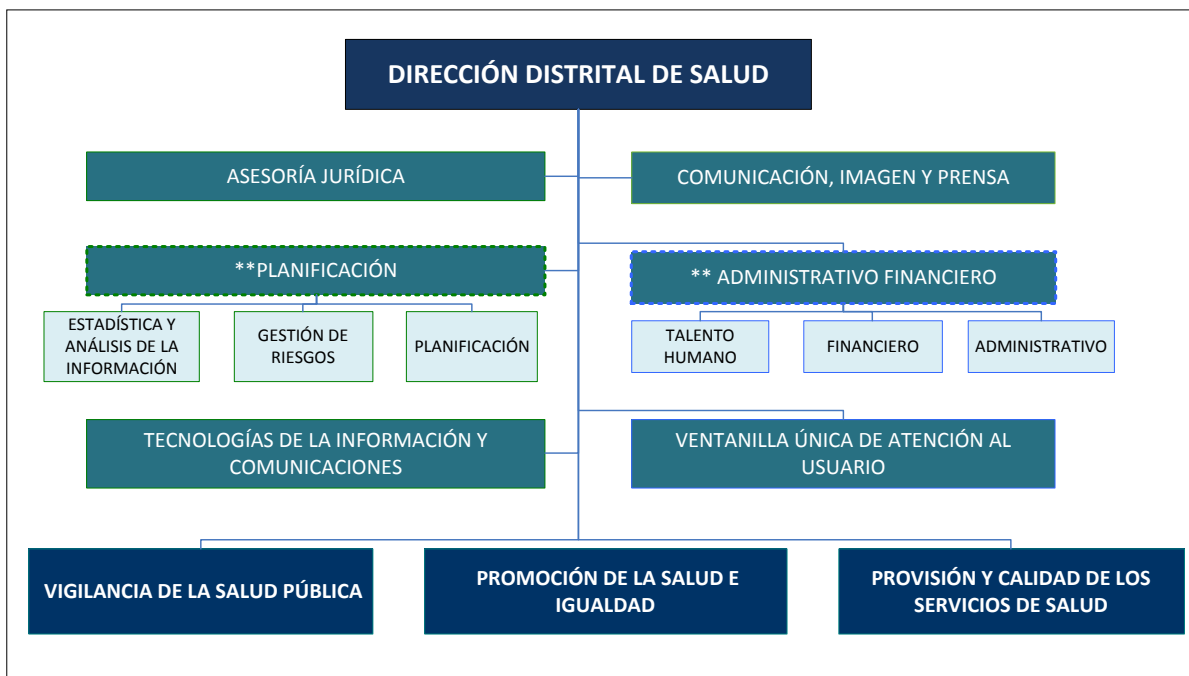 DIRECCIÓN DISTRITAL DE SALUD
ASESORÍA JURÍDICA
COMUNICACIÓN, IMAGEN Y PRENSA
**PLANIFICACIÓN
** ADMINISTRATIVO FINANCIERO
ESTADÍSTICA Y
ANÁLISIS DE LA
INFORMACIÓN
GESTIÓN DE
RIESGOS
PLANIFICACIÓN
TALENTO
HUMANO
FINANCIERO
ADMINISTRATIVO
TECNOLOGÍAS DE LA INFORMACIÓN Y
COMUNICACIONES
VENTANILLA ÚNICA DE ATENCIÓN AL
USUARIO
VIGILANCIA DE LA SALUD PÚBLICA
PROMOCIÓN DE LA SALUD E
IGUALDAD
PROVISIÓN Y CALIDAD DE LOS
SERVICIOS DE SALUD